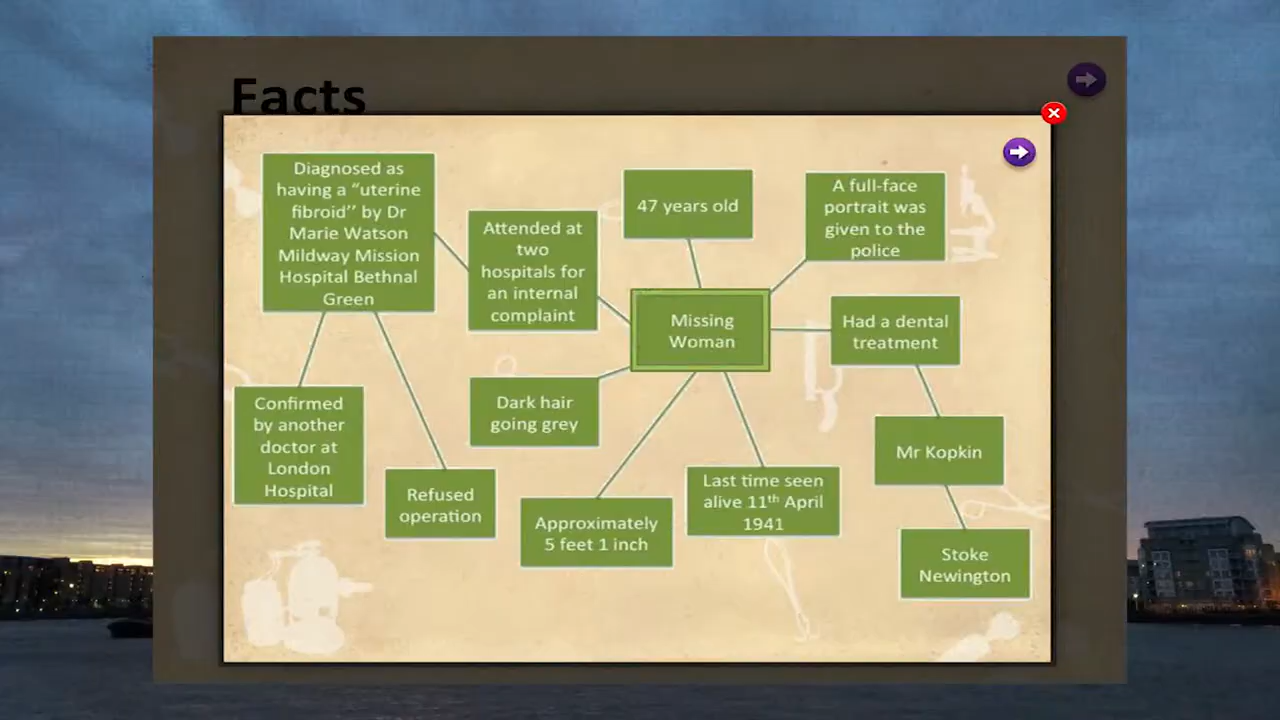 Facts
Diagnosed as
having a “uterine
fibroid’’ by Dr
Marie Watson
Mildway Mission
Hospital Bethnal
Green
Attended at
two
hospitals for
an internal
complaint
47 years old
A full-face
portrait was
given to the
police
Missing
Woman
Had a dental
treatment
Confirmed
by another
doctor at
London
Hospital
Refused
operation
Dark hair
going grey
Approximately
5 feet 1 inch
Last time seen
alive 11th April
1941
Mr Kopkin
Stoke
Newington